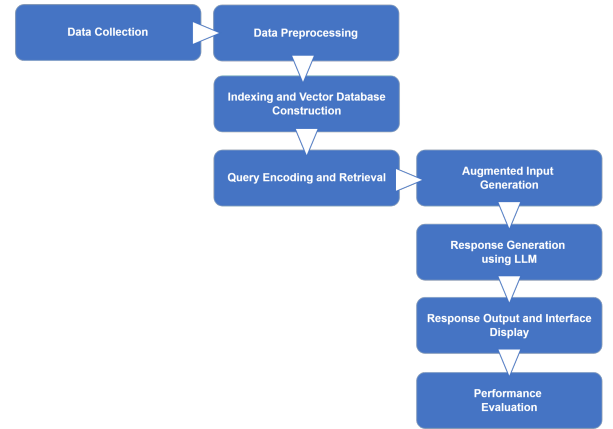 Data Collection
Data Preprocessing
Indexing and Vector Database
Construction
Query Encoding and Retrieval
Augmented Input
Generation
Response Generation
using LLM
Response Output and Interface
Display
Performance
Evaluation